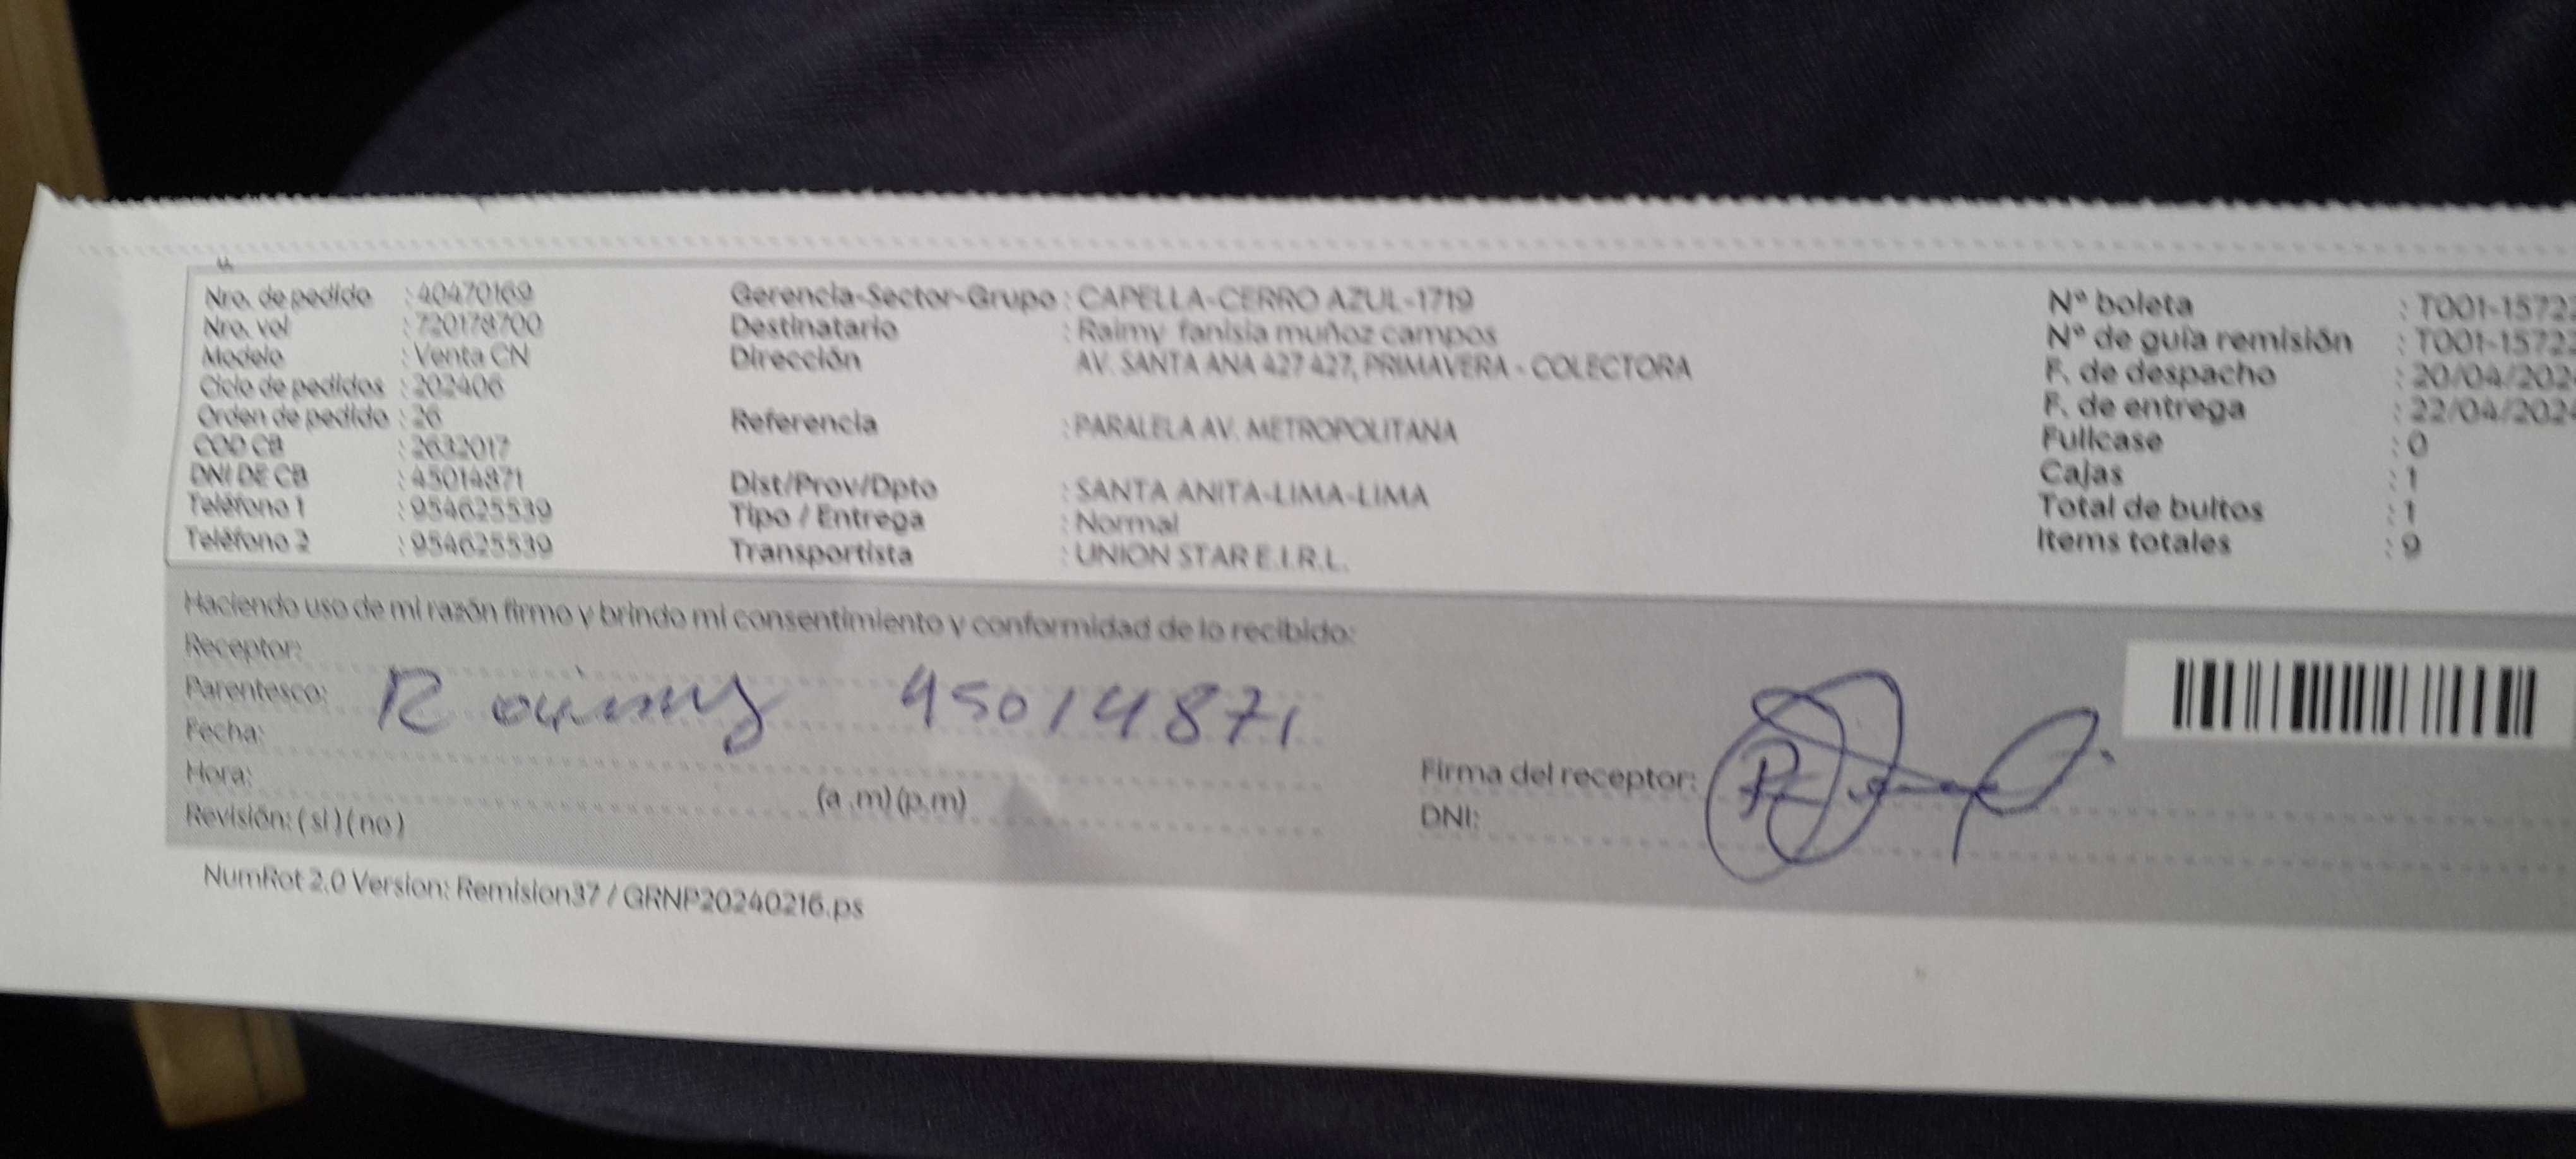 Nro. de pedido : 40470169
Nro. vol : 720178700
Modelo : Venta CN
Ciclo de pedidos : 202406
Orden de pedido : 26
COD CB : 2632017
DNI DE CB : 45014871
Teléfono 1 : 954625539
Teléfono 2 : 954625539
Gerencia-Sector-Grupo : CAPELLA-CERRO AZUL-1719
Destinatario : Raimy fanisia muñoz campos
Dirección AV. SANTA ANA 427 427, PRIMAVERA - COLECTORA
Referencia : PARALELA AV. METROPOLITANA
Dist/Prov/Dpto : SANTA ANITA-LIMA-LIMA
Tipo / Entrega : Normal
Transportista : UNION STAR E.I.R.L.
Nº boleta : T001-15722
Nº de guía remisión : T001-15722
F. de despacho : 20/04/202
F. de entrega : 22/04/202
Fullcase : 0
Cajas : 1
Total de bultos : 1
Items totales : 9
Haciendo uso de mi razón firmo y brindo mi consentimiento y conformidad de lo recibido:
Receptor:
Parentesco: Raimy 45014871
Fecha:
Hora: (a .m) (p.m)
Revisión: ( si ) ( no )
Firma del receptor:
DNI:
NumRot 2.0 Version: Remision37 / GRNP20240216.ps